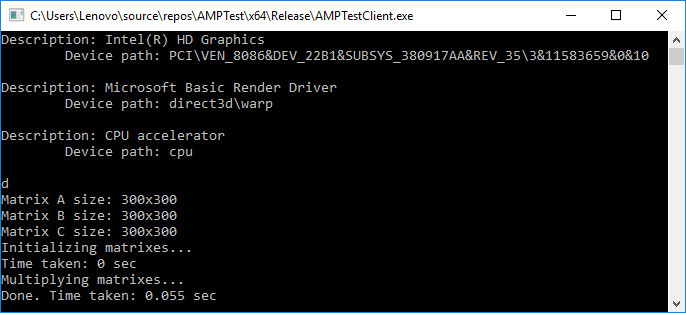 C:\Users\Lenovo\source\repos\AMPTest\x64\Release\AMPTestClient.exe
Description: Intel(R) HD Graphics
Device path: PCI\VEN_8086&DEV_22B1&SUBSYS_380917AA&REV_35\3&11583659&0&10
Description: Microsoft Basic Render Driver
Device path: direct3d\warp
Description: CPU accelerator
Device path: cpu
d
Matrix A size: 300x300
Matrix B size: 300x300
Matrix C size: 300x300
Initializing matrixes...
Time taken: 0 sec
Multiplying matrixes...
Done. Time taken: 0.055 sec